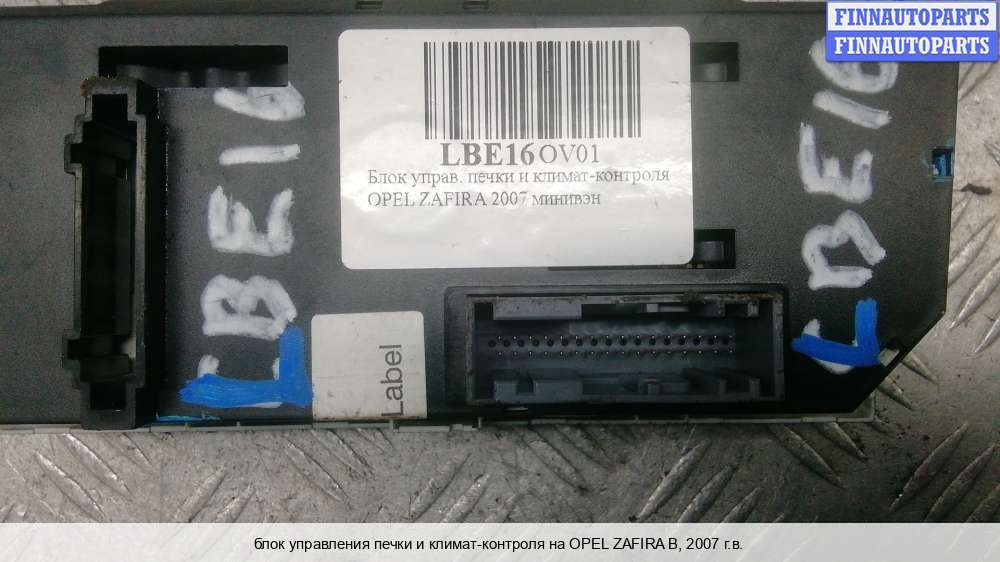 FINNAUTOPARTS
FINNAUTOPARTS
LBE16
LBE16
LBE16OV01
Блок управ. печки и климат-контроля
OPEL ZAFIRA 2007 минивэн
Label
блок управления печки и климат-контроля на OPEL ZAFIRA B, 2007 г.в.